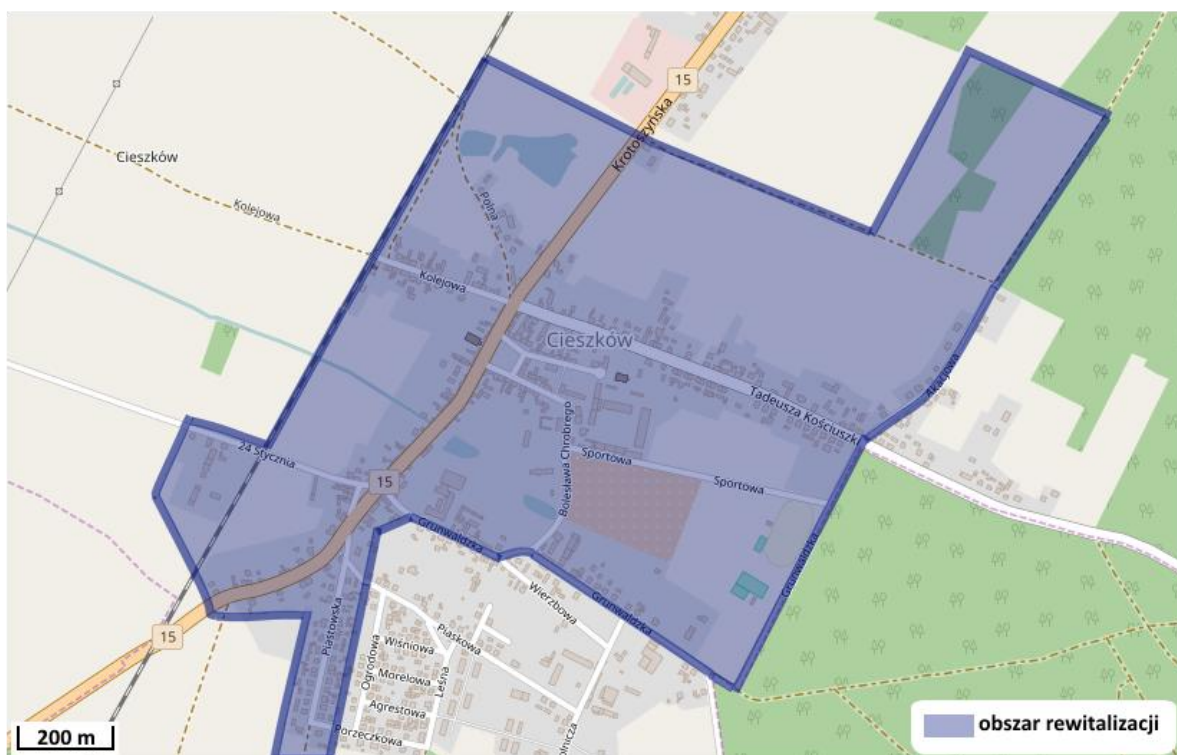 15
Krotoszyńska
Cieszków
Kolejowa
Polna
Kolejowa
Cieszków
Tadeusza Kościuszki
Akacjowa
24 Stycznia
15
Bolesława Chrobrego
Sportowa
Sportowa
Grunwaldzka
Grunwaldzka
Grunwaldzka
Wierzbowa
15
Piastowska
Ogrodowa
Piaskowa
Wiśniowa
Leśna
Morelowa
Agrestowa
Porzeczkowa
olnicza
200 m
obszar rewitalizacji